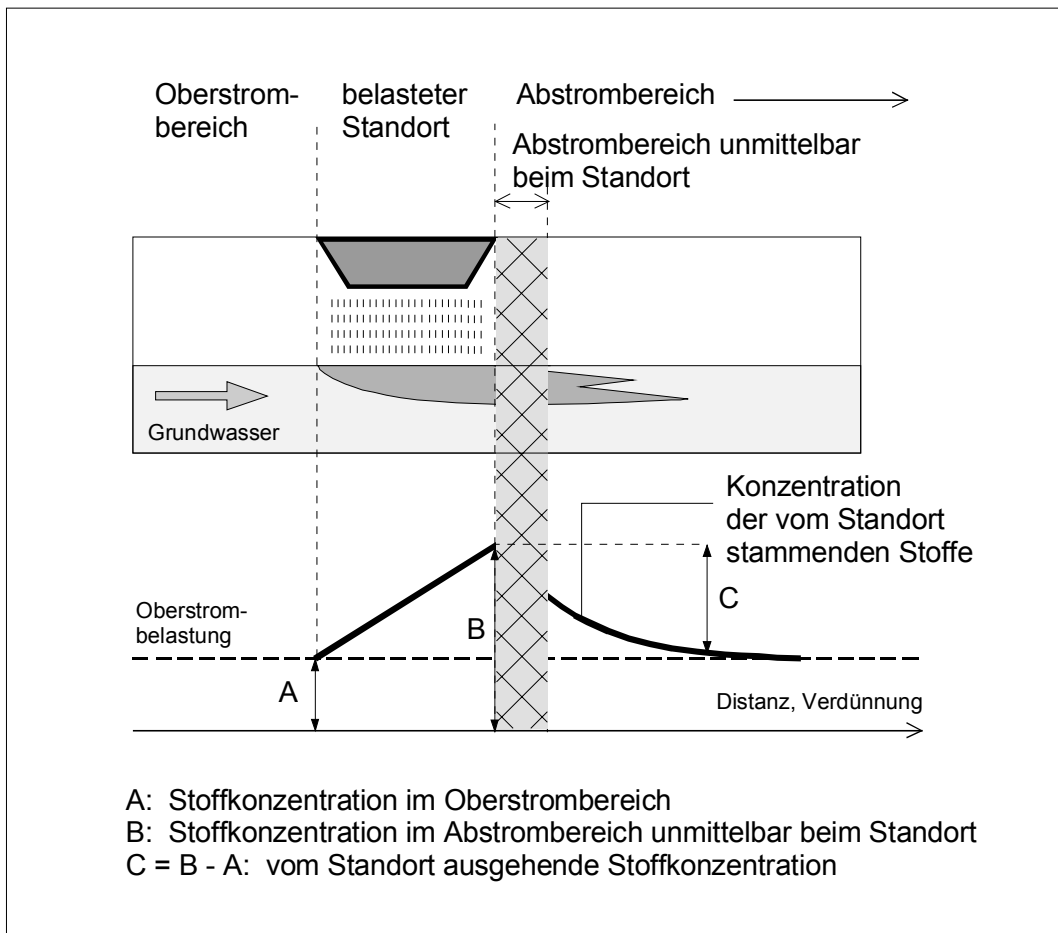 Oberstrom-
bereich
belasteter
Standort
Abstrombereich
Abstrombereich unmittelbar
beim Standort
Grundwasser
Konzentration
der vom Standort
stammenden Stoffe
Oberstrom-
belastung
A
B
C
Distanz, Verdünnung
A: Stoffkonzentration im Oberstrombereich
B: Stoffkonzentration im Abstrombereich unmittelbar beim Standort
C = B - A: vom Standort ausgehende Stoffkonzentration